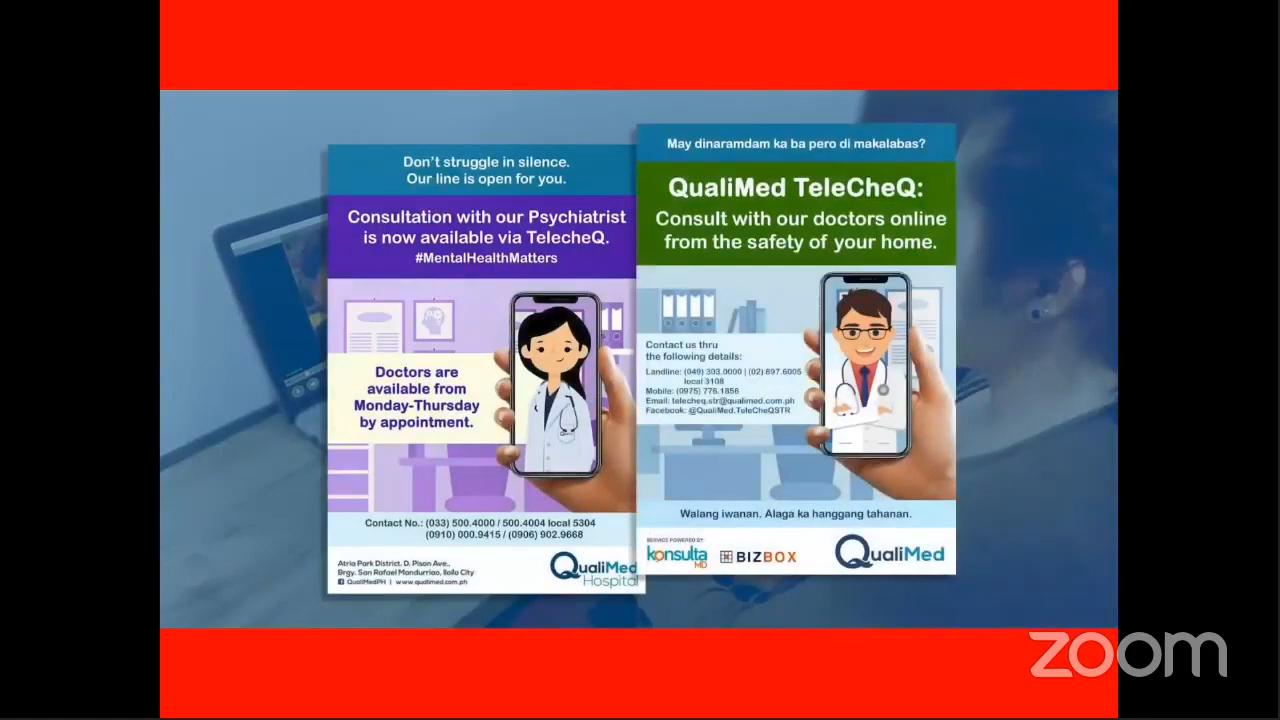 Don't struggle in silence.
Our line is open for you.
Consultation with our Psychiatrist
is now available via TelecheQ.
#MentalHealthMatters
Doctors are
available from
Monday-Thursday
by appointment.
Contact No.: (033) 500.4000 / 500.4004 local 5304
(0910) 000.9415 / (0906) 902.9668
Atria Park District, D. Pison Ave.,
Brgy. San Rafael Mandurriao, Iloilo City
QualiMedPH | www.qualimed.com.ph
QualiMed
Hospital
May dinaramdam ka ba pero di makalabas?
QualiMed TeleCheQ:
Consult with our doctors online
from the safety of your home.
Contact us thru
the following details:
Landline: (049) 303.0000 | (02) 897.6005
local 3108
Mobile: (0975) 776.1856
Email: telecheq.str@qualimed.com.ph
Facebook: @QualiMed.TeleCheQSTR
Walang iwanan. Alaga ka hanggang tahanan.
SERVICE POWERED BY:
konsulta
MD
BIZBOX
QualiMed
zoom